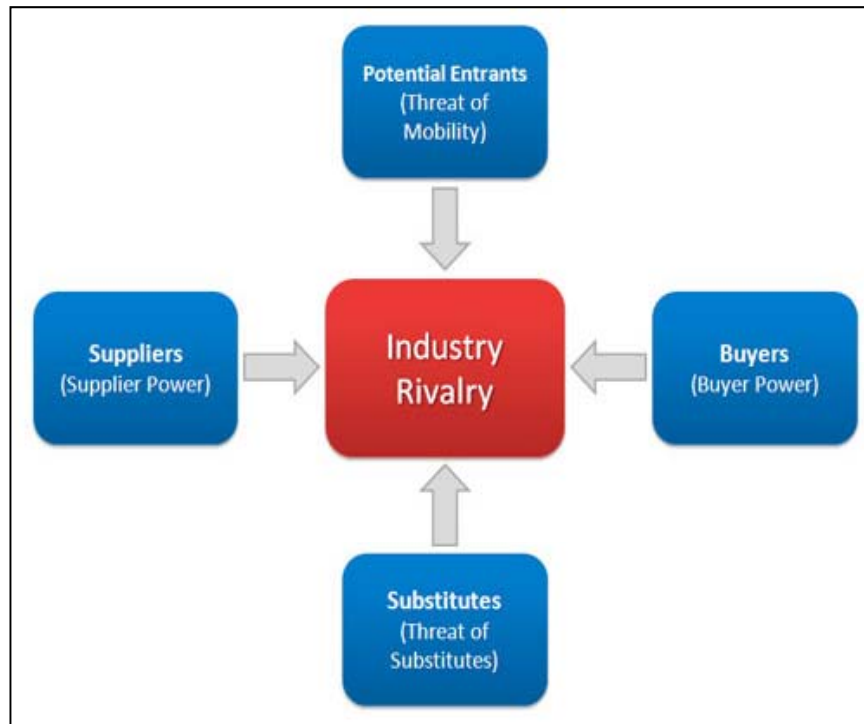 Potential Entrants
(Threat of
Mobility)
Suppliers
(Supplier Power)
Industry
Rivalry
Buyers
(Buyer Power)
Substitutes
(Threat of
Substitutes)